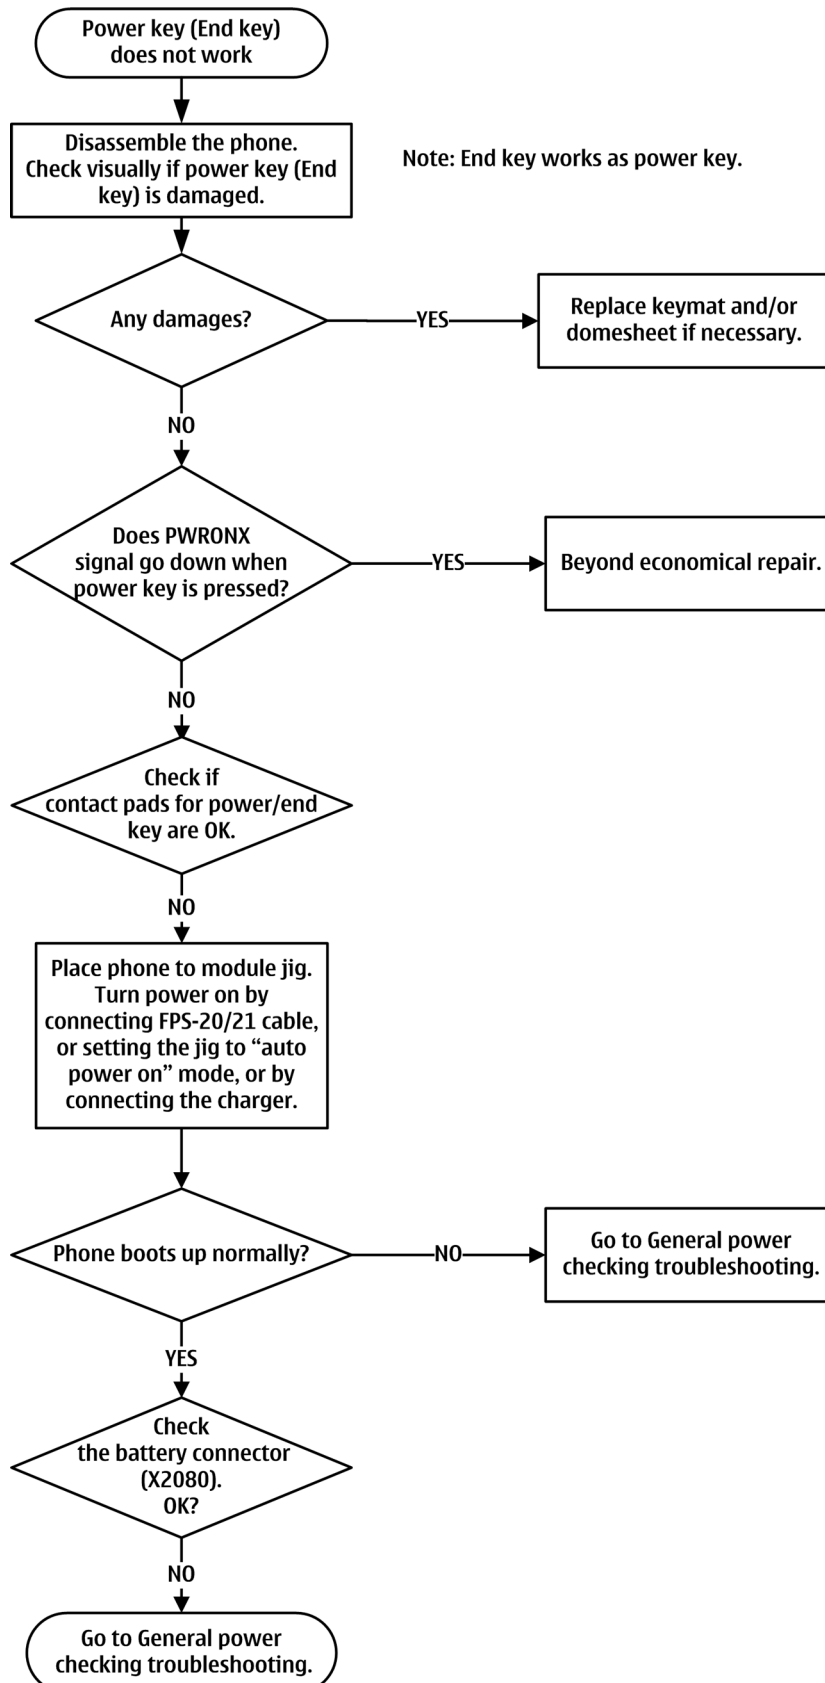 Power key (End key)
does not work
Disassemble the phone.
Check visually if power key (End
key) is damaged.
Note: End key works as power key.
Any damages?
YES
Replace keymat and/or
domesheet if necessary.
NO
Does PWRONX
signal go down when
power key is pressed?
YES
Beyond economical repair.
NO
Check if
contact pads for power/end
key are OK.
NO
Place phone to module jig.
Turn power on by
connecting FPS-20/21 cable,
or setting the jig to “auto
power on” mode, or by
connecting the charger.
Phone boots up normally?
NO
Go to General power
checking troubleshooting.
YES
Check
the battery connector
(X2080).
OK?
NO
Go to General power
checking troubleshooting.